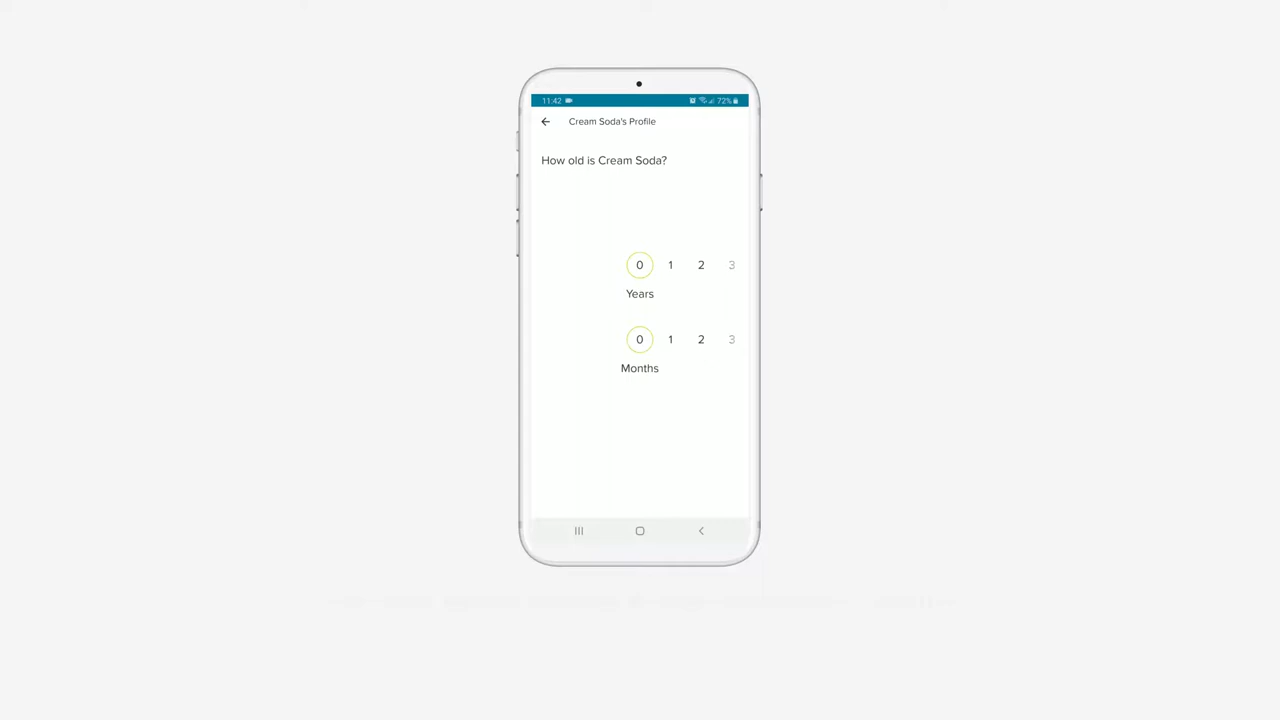 11:42 72%
Cream Soda's Profile
How old is Cream Soda?
0 1 2 3
Years
0 1 2 3
Months